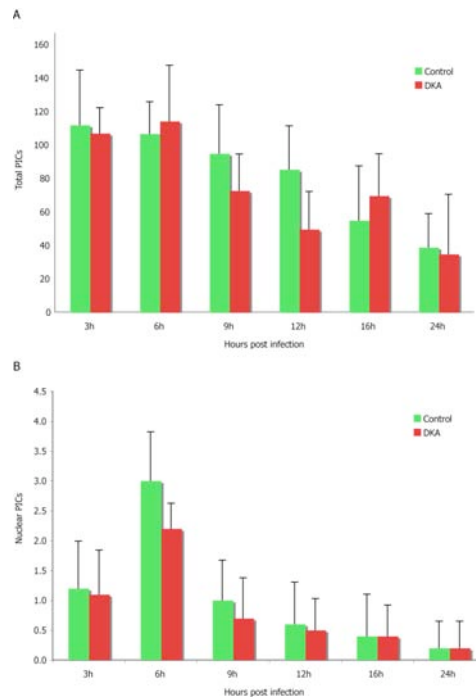 A
160
140
120
100
80
60
40
20
0
Total PICs
Control
DKA
3h 6h 9h 12h 16h 24h
Hours post infection
B
4.5
4.0
3.5
3.0
2.5
2.0
1.5
1.0
0.5
0.0
Nuclear PICs
Control
DKA
3h 6h 9h 12h 16h 24h
Hours post infection